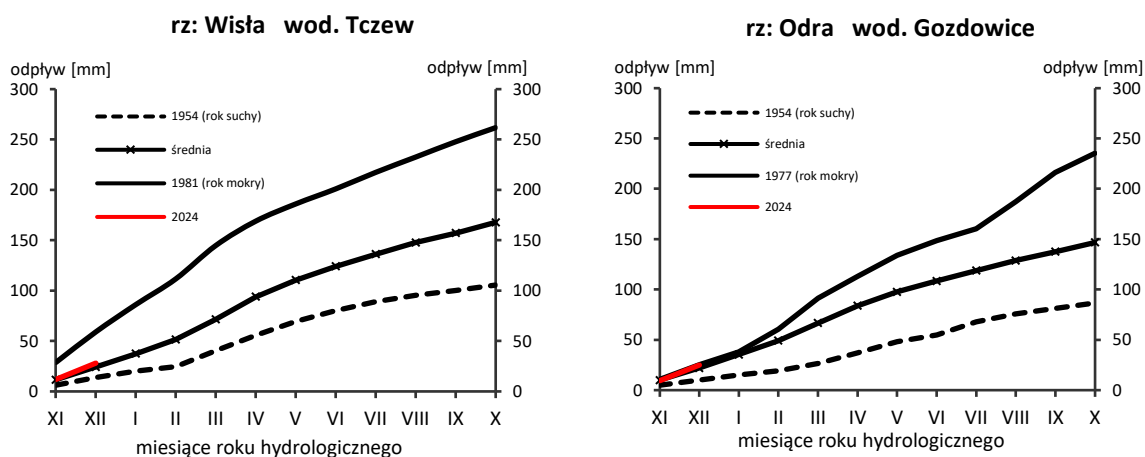 rz: Wisła wod. Tczew
odpływ [mm]
odpływ [mm]
300
250
200
150
100
50
0
1954 (rok suchy)
średnia
1981 (rok mokry)
2024
300
250
200
150
100
50
0
XI XII I II III IV V VI VII VIII IX X
miesiące roku hydrologicznego
rz: Odra wod. Gozdowice
odpływ [mm]
odpływ [mm]
300
250
200
150
100
50
0
1954 (rok suchy)
średnia
1977 (rok mokry)
2024
300
250
200
150
100
50
0
XI XII I II III IV V VI VII VIII IX X
miesiące roku hydrologicznego